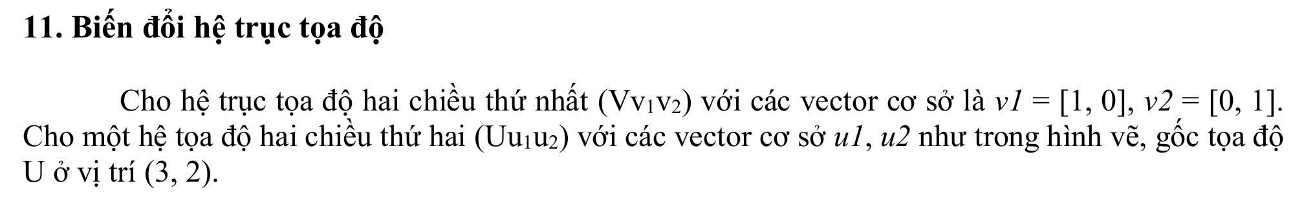 11. Biến đổi hệ trục tọa độ
Cho hệ trục tọa độ hai chiều thứ nhất (Vv₁v₂) với các vector cơ sở là v1 = [1, 0], v2 = [0, 1].
Cho một hệ tọa độ hai chiều thứ hai (Uu₁u₂) với các vector cơ sở u1, u2 như trong hình vẽ, gốc tọa độ
U ở vị trí (3, 2).